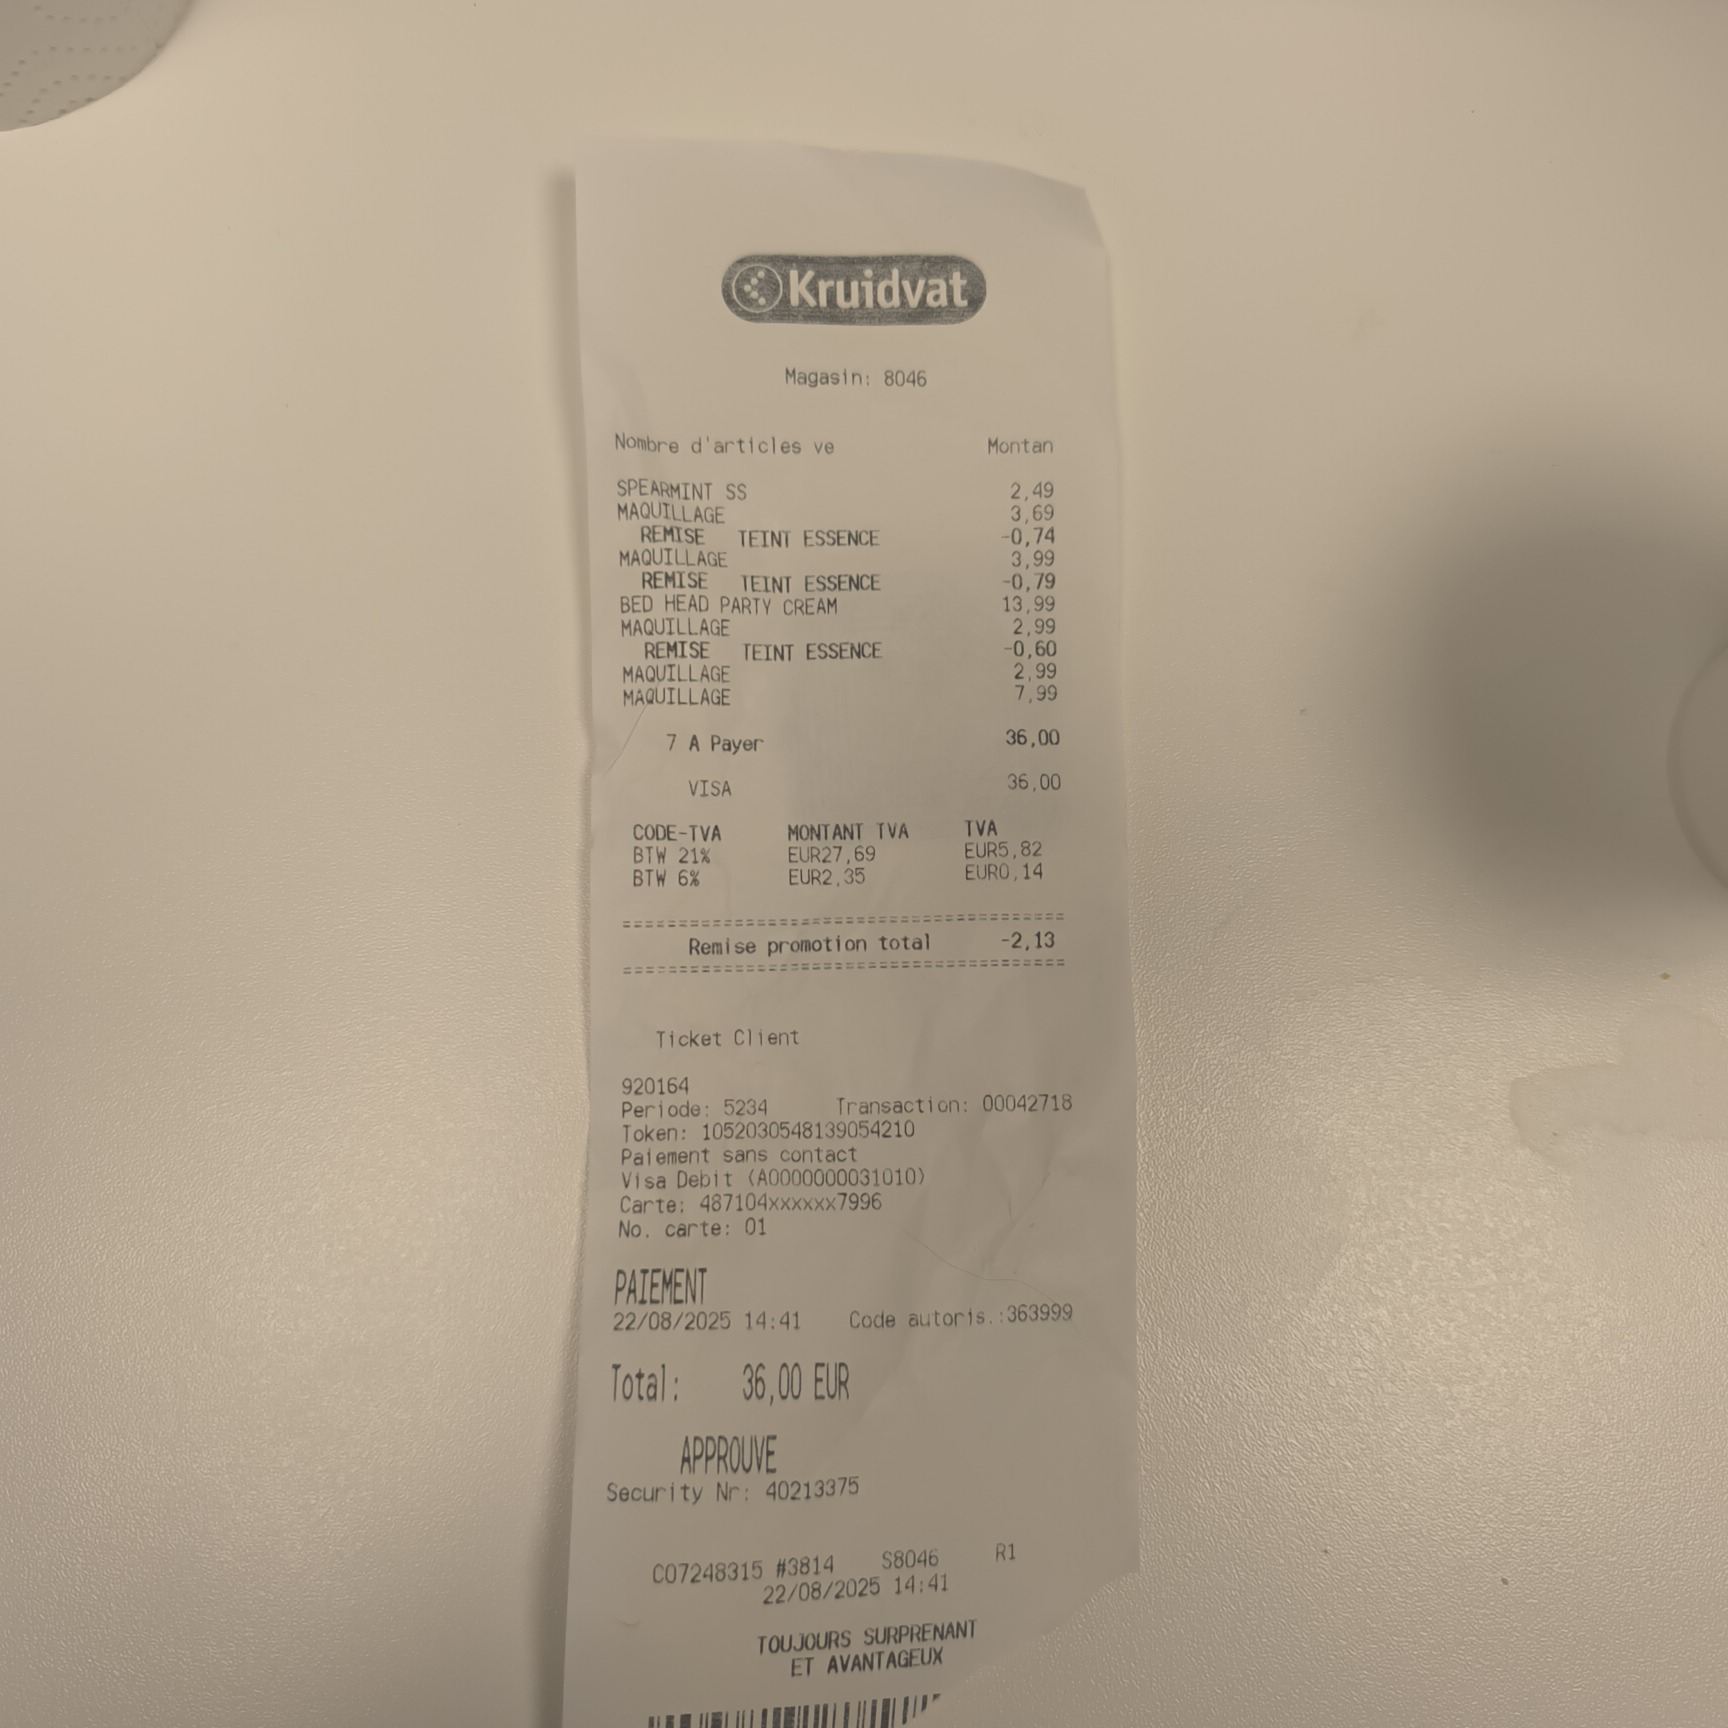 Kruidvat
Magasin: 8046
Nombre d'articles ve Montan
SPEARMINT SS 2,49
MAQUILLAGE 3,69
REMISE TEINT ESSENCE -0,74
MAQUILLAGE 3,99
REMISE TEINT ESSENCE -0,79
BED HEAD PARTY CREAM 13,99
MAQUILLAGE 2,99
REMISE TEINT ESSENCE -0,60
MAQUILLAGE 2,99
MAQUILLAGE 7,99
7 A Payer 36,00
VISA 36,00
CODE-TVA MONTANT TVA TVA
BTW 21% EUR27,69 EUR5,82
BTW 6% EUR2,35 EUR0,14
========================================
Remise promotion total -2,13
========================================
Ticket Client
920164
Periode: 5234 Transaction: 00042718
Token: 1052030548139054210
Paiement sans contact
Visa Debit (A0000000031010)
Carte: 487104xxxxxx7996
No. carte: 01
PAIEMENT
22/08/2025 14:41 Code autoris.:363999
Total: 36,00 EUR
APPROUVE
Security Nr: 40213375
C07248315 #3814 S8046 R1
22/08/2025 14:41
TOUJOURS SURPRENANT
ET AVANTAGEUX